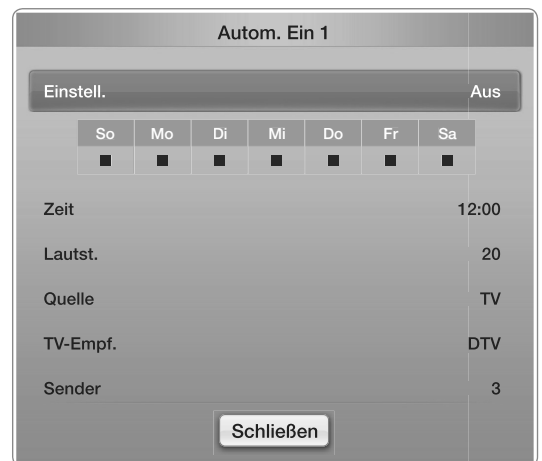 Autom. Ein 1
Einstell. Aus
So Mo Di Mi Do Fr Sa
Zeit 12:00
Lautst. 20
Quelle TV
TV-Empf. DTV
Sender 3
Schließen